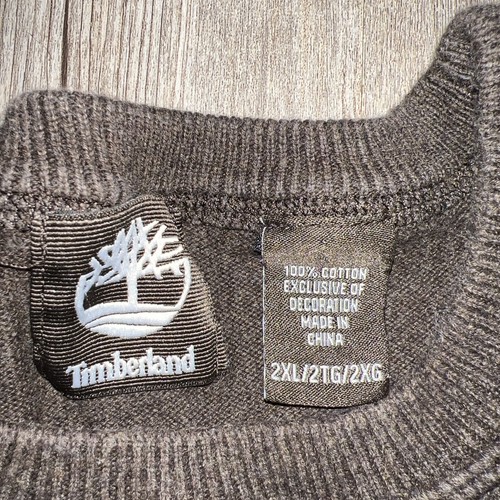 Timberland
100% COTTON
EXCLUSIVE OF
DECORATION
MADE IN
CHINA
2XL/2TG/2XG